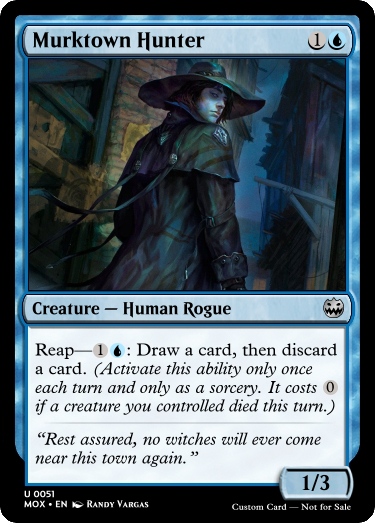 Murktown Hunter 1
Creature — Human Rogue
Reap—1: Draw a card, then discard
a card. (Activate this ability only once
each turn and only as a sorcery. It costs 0
if a creature you controlled died this turn.)
“Rest assured, no witches will ever come
near this town again.”
1/3
U 0051
MOX • EN Randy Vargas
Custom Card — Not for Sale